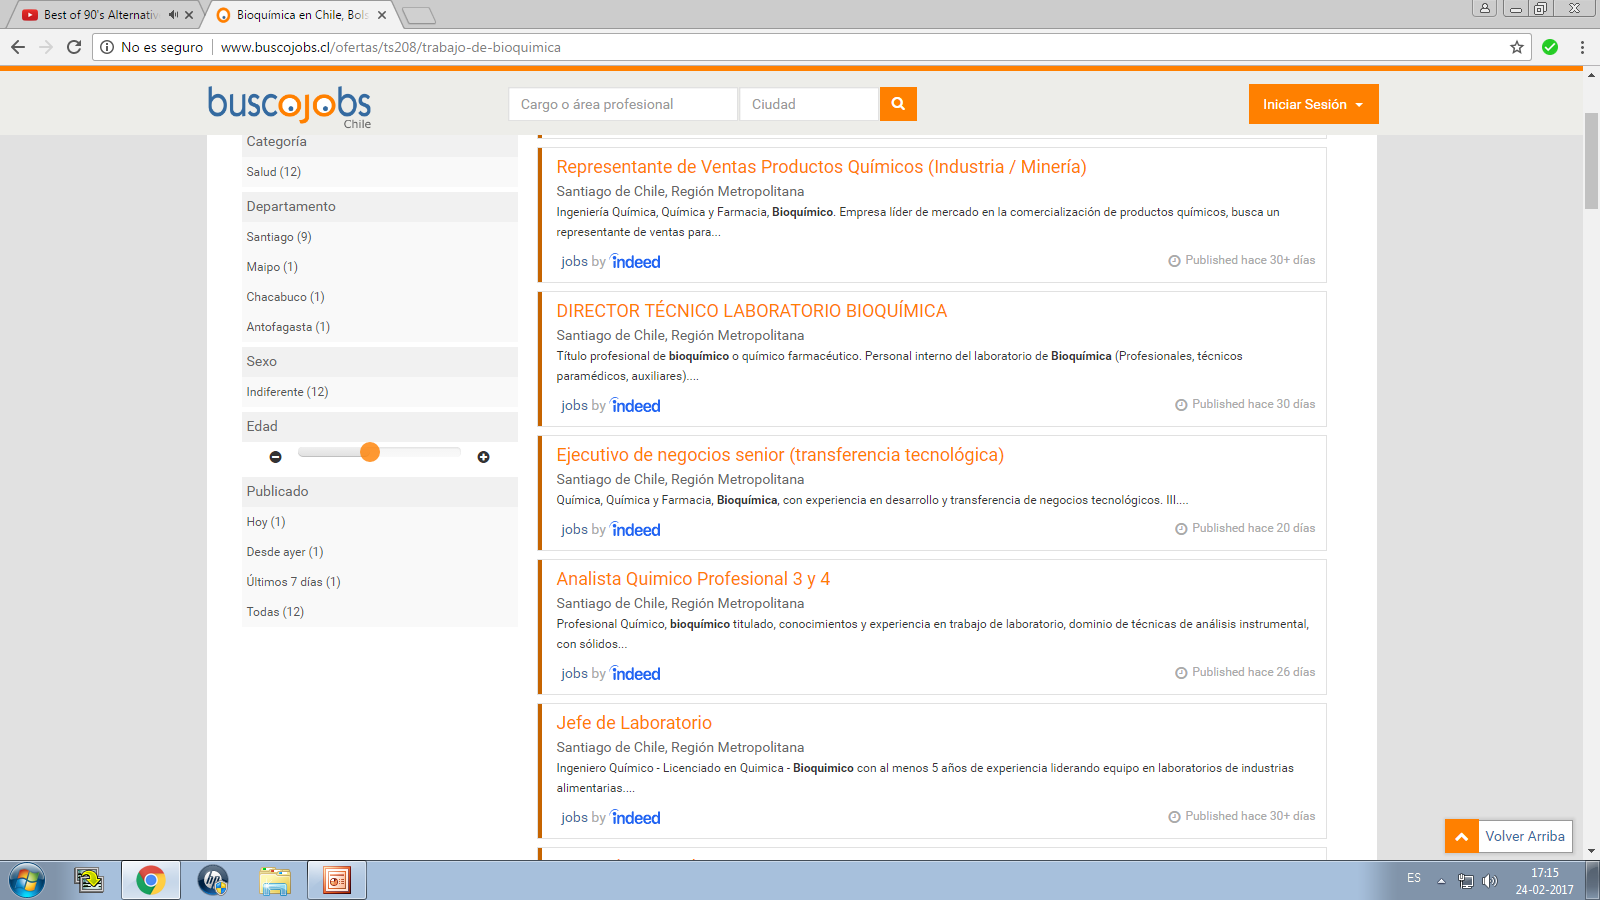 Best of 90's Alternativ
Bioquímica en Chile, Bols
No es seguro
www.buscojobs.cl/ofertas/ts208/trabajo-de-bioquimica
buscojobs
Chile
Cargo o área profesional
Ciudad
Iniciar Sesión
Categoría
Salud (12)
Departamento
Santiago (9)
Maipo (1)
Chacabuco (1)
Antofagasta (1)
Sexo
Indiferente (12)
Edad
Publicado
Hoy (1)
Desde ayer (1)
Últimos 7 días (1)
Todas (12)
Representante de Ventas Productos Químicos (Industria / Minería)
Santiago de Chile, Región Metropolitana
Ingeniería Química, Química y Farmacia, Bioquímico. Empresa líder de mercado en la comercialización de productos químicos, busca un
representante de ventas para...
jobs by indeed
Published hace 30+ días
DIRECTOR TÉCNICO LABORATORIO BIOQUÍMICA
Santiago de Chile, Región Metropolitana
Título profesional de bioquímico o químico farmacéutico. Personal interno del laboratorio de Bioquímica (Profesionales, técnicos
paramédicos, auxiliares)....
jobs by indeed
Published hace 30 días
Ejecutivo de negocios senior (transferencia tecnológica)
Santiago de Chile, Región Metropolitana
Química, Química y Farmacia, Bioquímica, con experiencia en desarrollo y transferencia de negocios tecnológicos. III....
jobs by indeed
Published hace 20 días
Analista Quimico Profesional 3 y 4
Santiago de Chile, Región Metropolitana
Profesional Químico, bioquímico titulado, conocimientos y experiencia en trabajo de laboratorio, dominio de técnicas de análisis instrumental,
con sólidos...
jobs by indeed
Published hace 26 días
Jefe de Laboratorio
Santiago de Chile, Región Metropolitana
Ingeniero Químico - Licenciado en Quimica - Bioquimico con al menos 5 años de experiencia liderando equipo en laboratorios de industrias
alimentarias....
jobs by indeed
Published hace 30+ días
Volver Arriba
hp
ES
17:15
24-02-2017